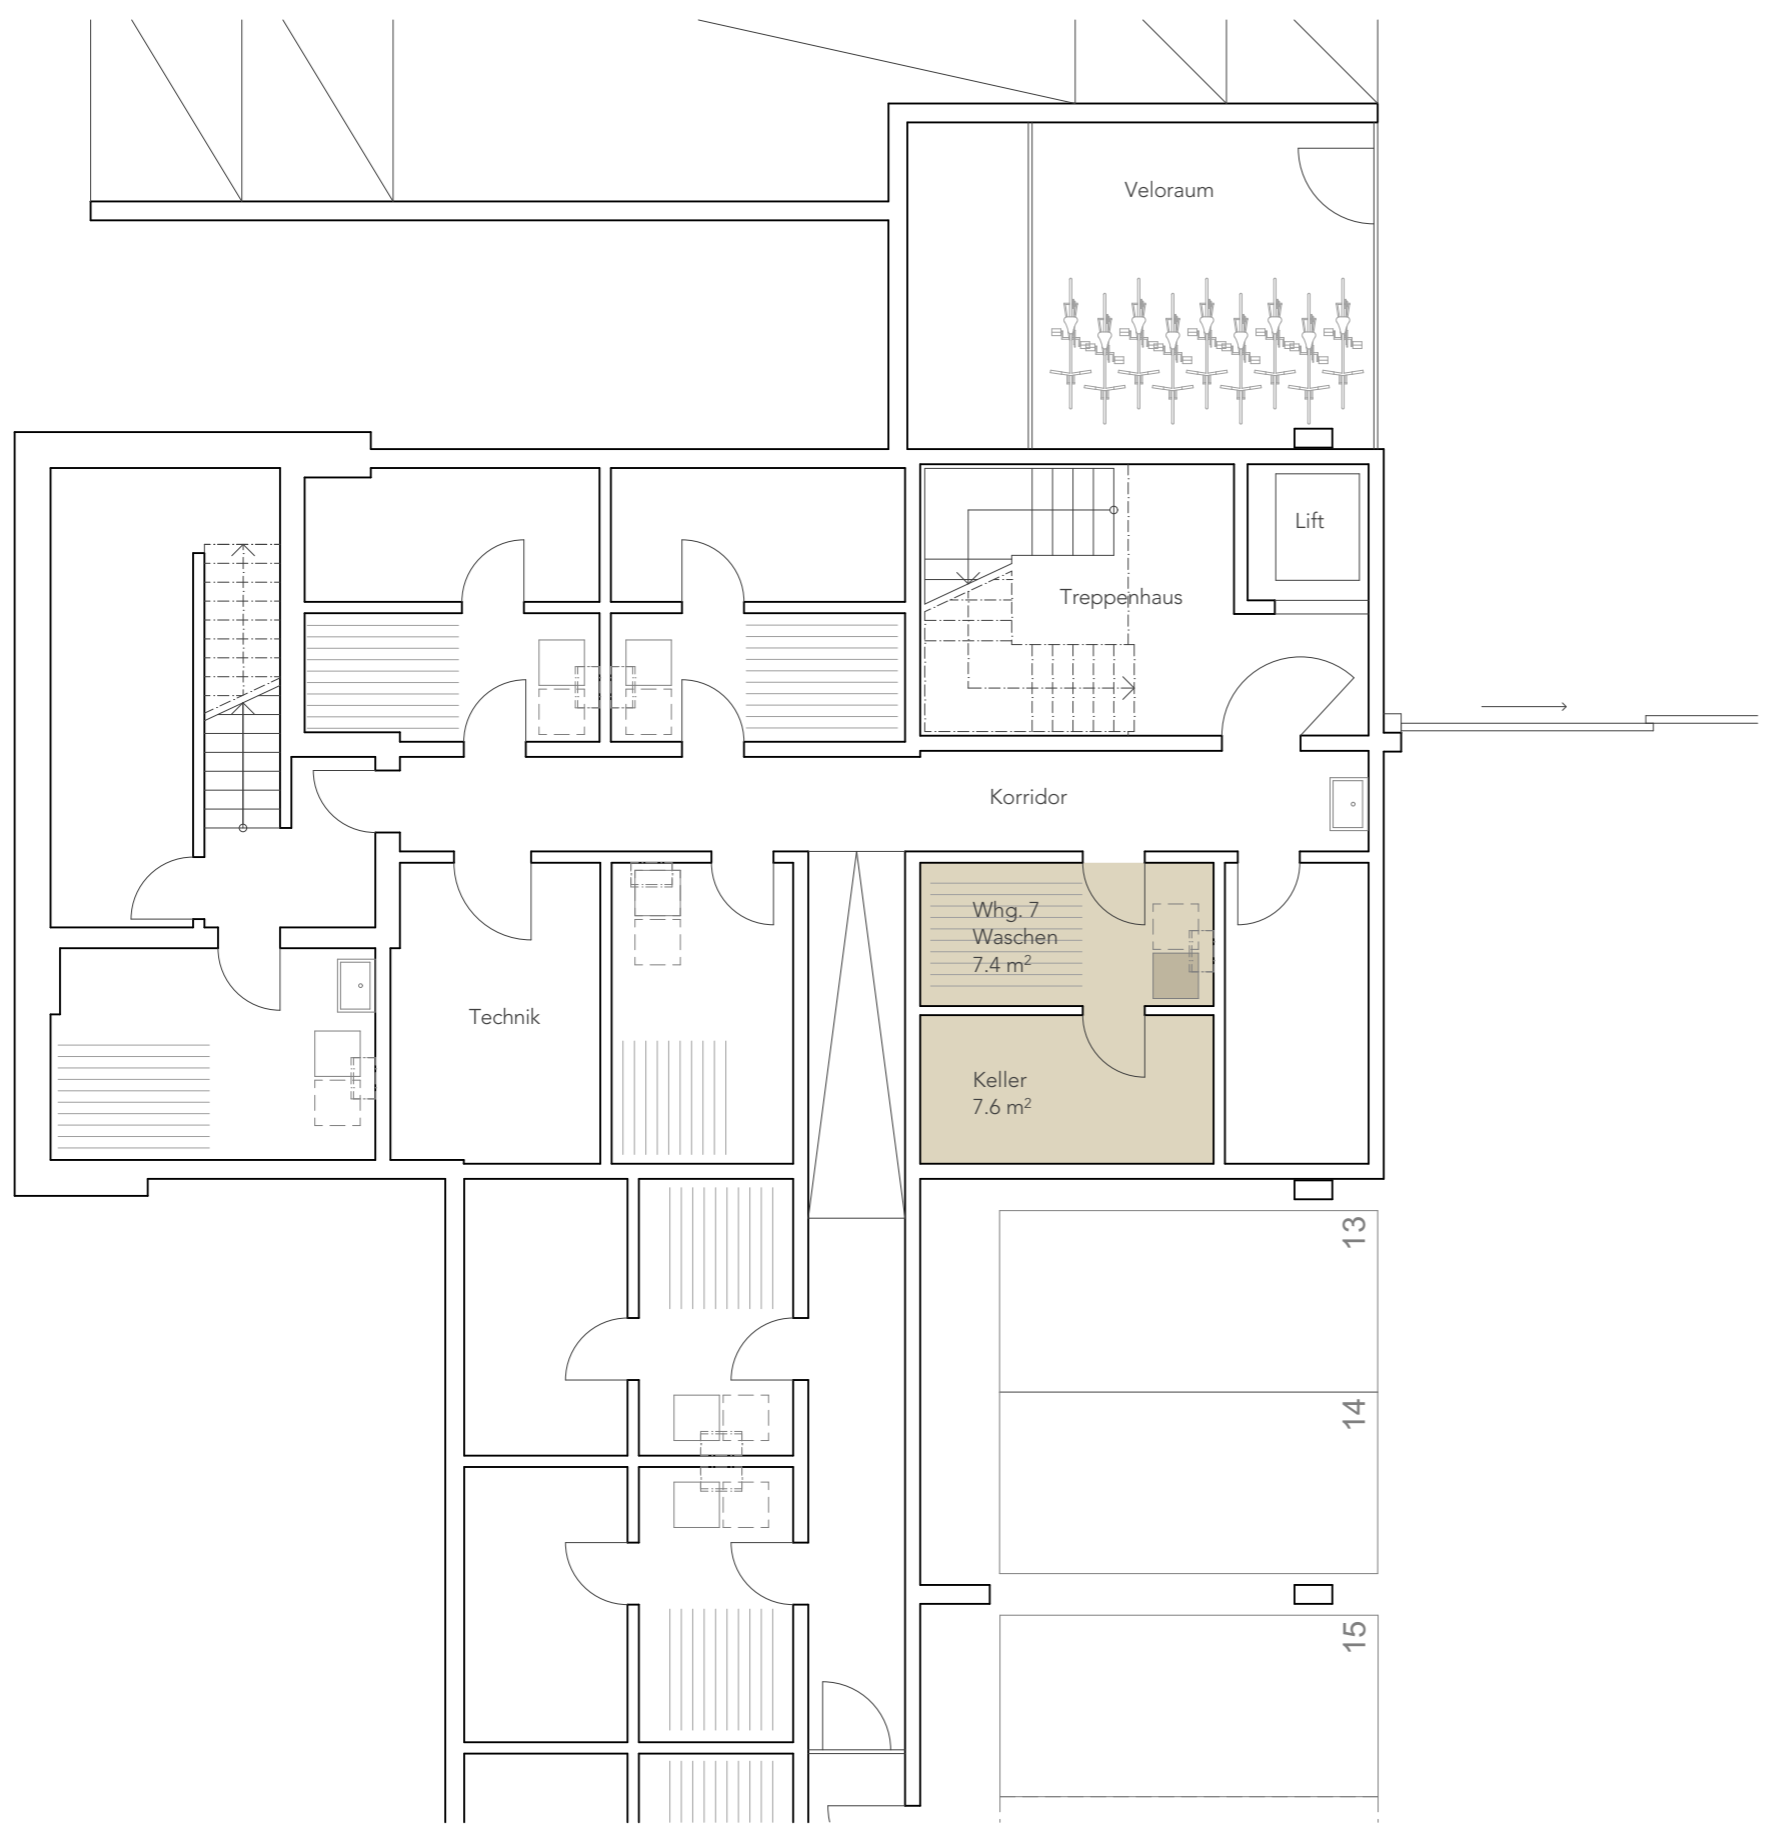 Veloraum
Lift
Treppenhaus
Korridor
Whg. 7
Waschen
7.4 m²
Technik
Keller
7.6 m²
13
14
15